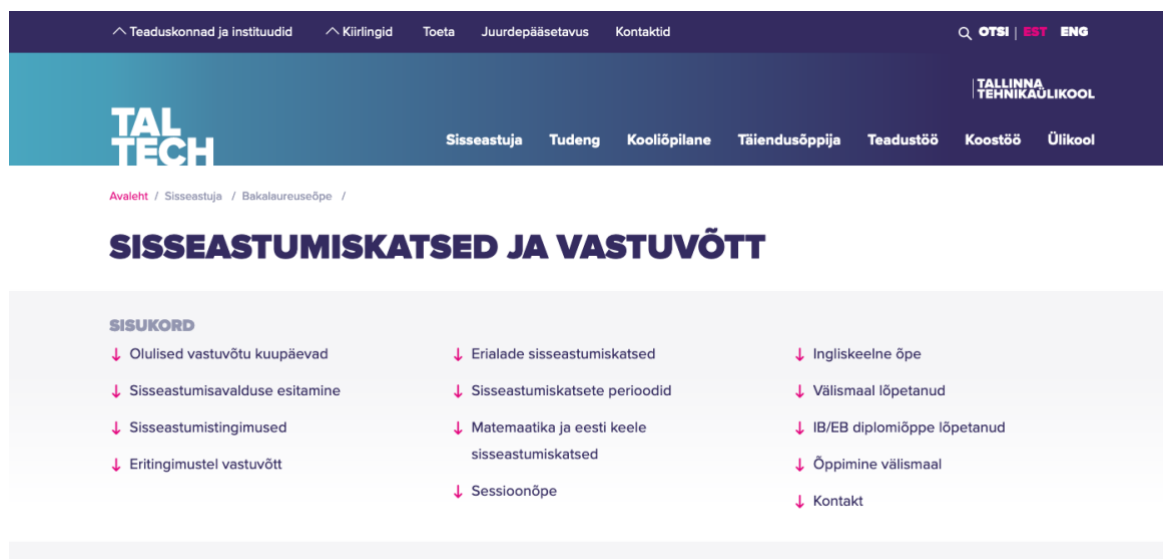 Teaduskonnad ja instituudid Kiirlingid Toeta Juurdepääsetavus Kontaktid OTSI | EST ENG
TALLINNA
TEHNIKAÜLIKOOL
TAL
TECH
Sisseastuja Tudeng Kooliõpilane Täiendusõppija Teadustöö Koostöö Ülikool
Avaleht / Sisseastuja / Bakalaureuseõpe /
SISSEASTUMISKATSED JA VASTUVÕTT
SISUKORD
↓ Olulised vastuvõtu kuupäevad
↓ Sisseastumisavalduse esitamine
↓ Sisseastumistingimused
↓ Eritingimustel vastuvõtt
↓ Erialade sisseastumiskatsed
↓ Sisseastumiskatsete perioodid
↓ Matemaatika ja eesti keele
sisseastumiskatsed
↓ Sessioonõpe
↓ Ingliskeelne õpe
↓ Välismaal lõpetanud
↓ IB/EB diplomiõppe lõpetanud
↓ Õppimine välismaal
↓ Kontakt